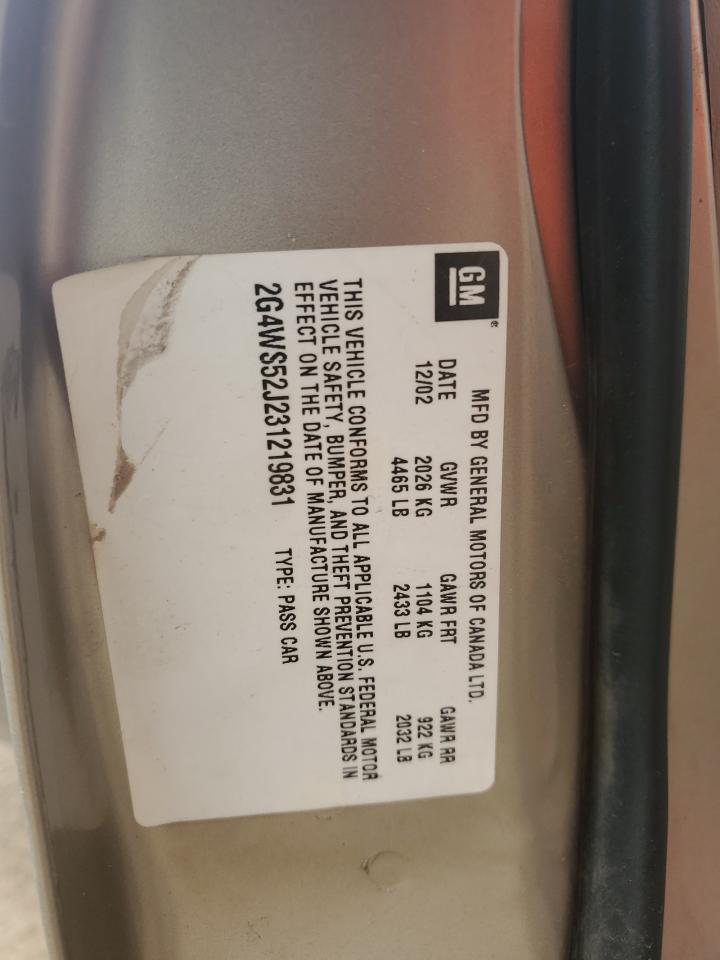 GM®
MFD BY GENERAL MOTORS OF CANADA LTD.
DATE GVWR GAWR FRT GAWR RR
12/02 2026 KG 1104 KG 922 KG
4465 LB 2433 LB 2032 LB
THIS VEHICLE CONFORMS TO ALL APPLICABLE U.S. FEDERAL MOTOR
VEHICLE SAFETY, BUMPER, AND THEFT PREVENTION STANDARDS IN
EFFECT ON THE DATE OF MANUFACTURE SHOWN ABOVE.
2G4WS52J231219831 TYPE: PASS CAR